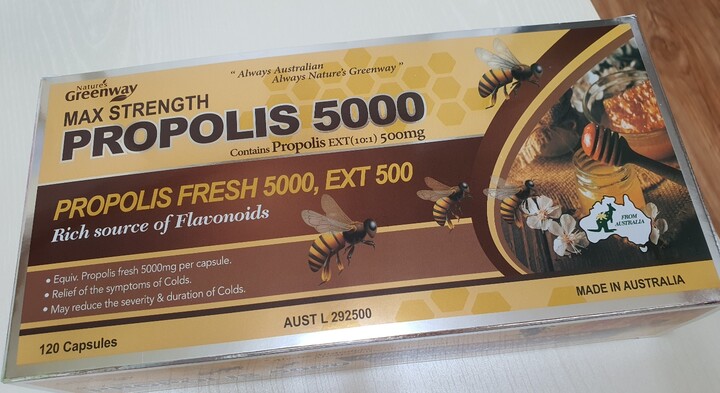 Nature's
Greenway
" Always Australian
Always Nature's Greenway "
MAX STRENGTH
PROPOLIS 5000
Contains Propolis EXT(10:1) 500mg
PROPOLIS FRESH 5000, EXT 500
Rich source of Flavonoids
• Equiv. Propolis fresh 5000mg per capsule.
• Relief of the symptoms of Colds.
• May reduce the severity & duration of Colds.
FROM
AUSTRALIA
120 Capsules
AUST L 292500
MADE IN AUSTRALIA